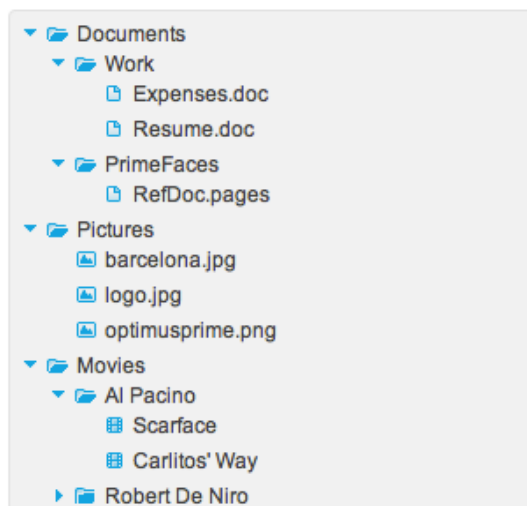 Documents
Work
Expenses.doc
Resume.doc
PrimeFaces
RefDoc.pages
Pictures
barcelona.jpg
logo.jpg
optimusprime.png
Movies
Al Pacino
Scarface
Carlitos' Way
Robert De Niro